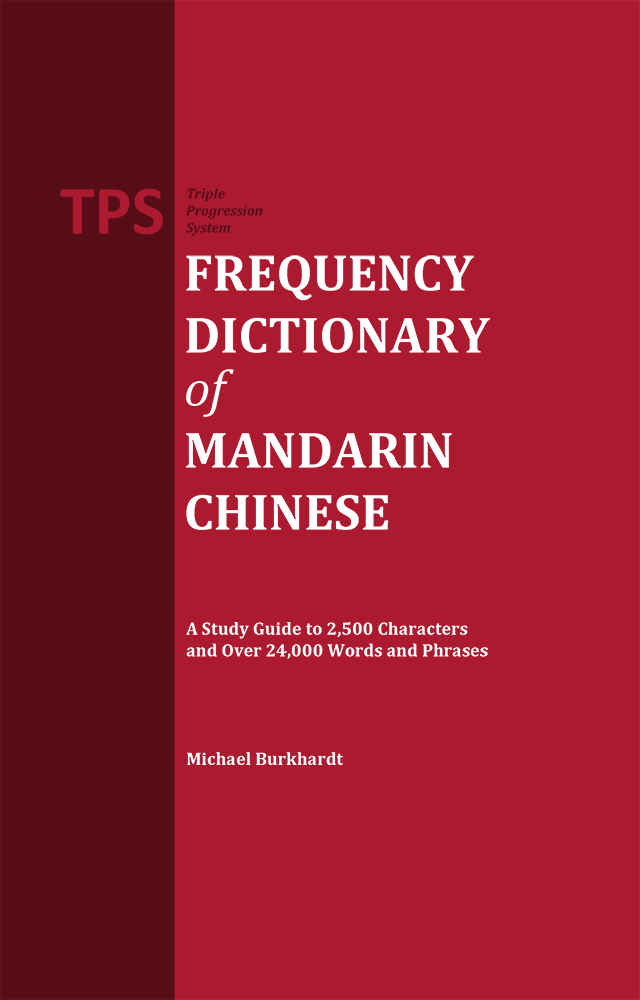 TPS
Triple
Progression
System
FREQUENCY
DICTIONARY
of
MANDARIN
CHINESE
A Study Guide to 2,500 Characters
and Over 24,000 Words and Phrases
Michael Burkhardt